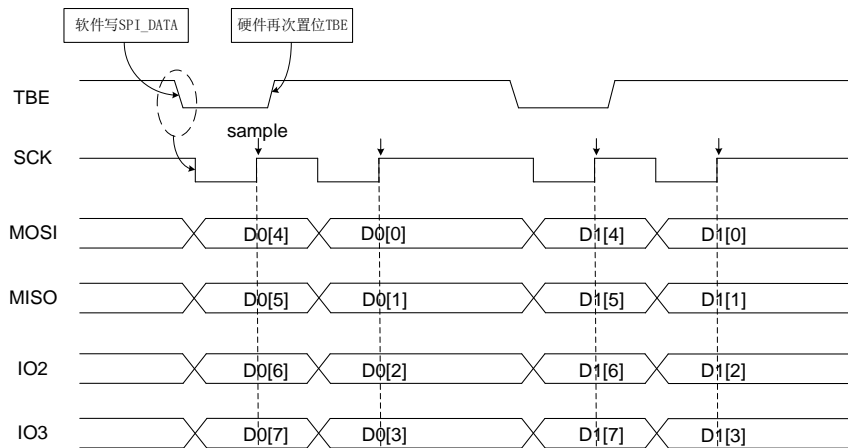 软件写SPI_DATA
硬件再次置位TBE
TBE
sample
SCK
MOSI D0[4] D0[0] D1[4] D1[0]
MISO D0[5] D0[1] D1[5] D1[1]
IO2 D0[6] D0[2] D1[6] D1[2]
IO3 D0[7] D0[3] D1[7] D1[3]